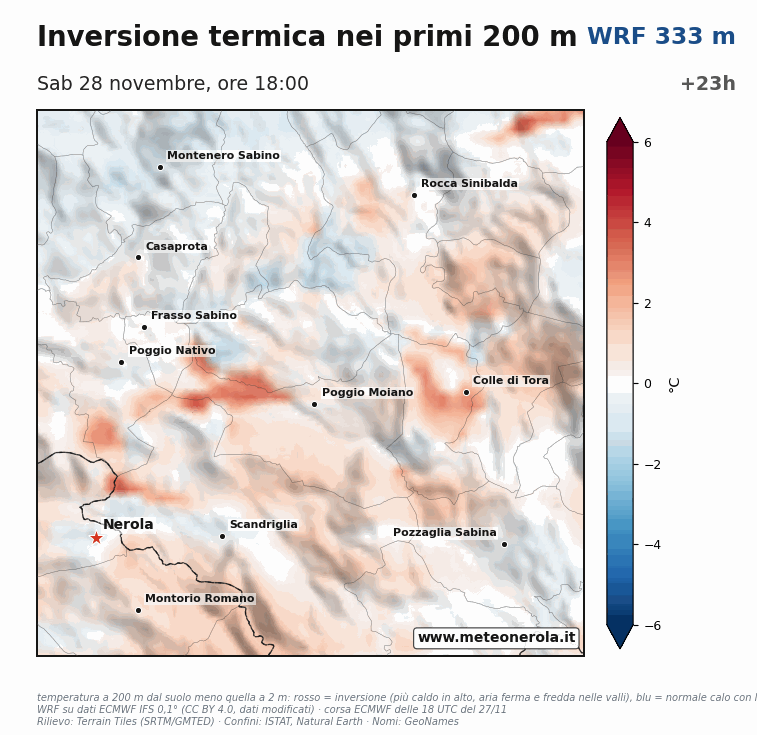 Inversione termica nei primi 200 m WRF 333 m
Sab 28 novembre, ore 18:00 +23h
Montenero Sabino
Rocca Sinibalda
Casaprota
Frasso Sabino
Poggio Nativo
Colle di Tora
Poggio Moiano
Nerola
Scandriglia
Pozzaglia Sabina
Montorio Romano
www.meteonerola.it
6
4
2
0
−2
−4
−6
°C
temperatura a 200 m dal suolo meno quella a 2 m: rosso = inversione (più caldo in alto, aria ferma e fredda nelle valli), blu = normale calo con
WRF su dati ECMWF IFS 0,1° (CC BY 4.0, dati modificati) · corsa ECMWF delle 18 UTC del 27/11
Rilievo: Terrain Tiles (SRTM/GMTED) · Confini: ISTAT, Natural Earth · Nomi: GeoNames